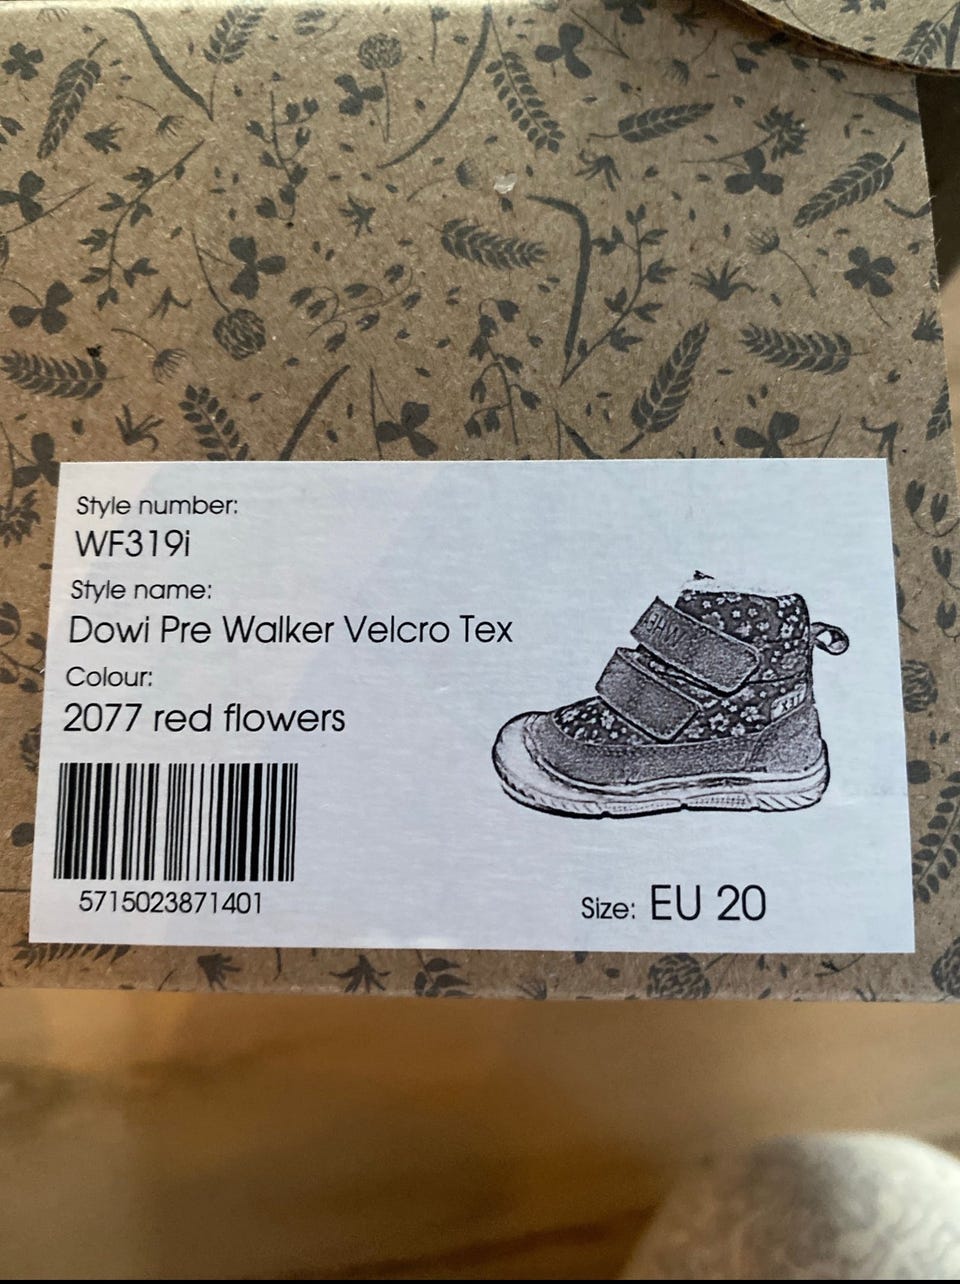 Style number:
WF319i
Style name:
Dowi Pre Walker Velcro Tex
Colour:
2077 red flowers
5715023871401
Size: EU 20